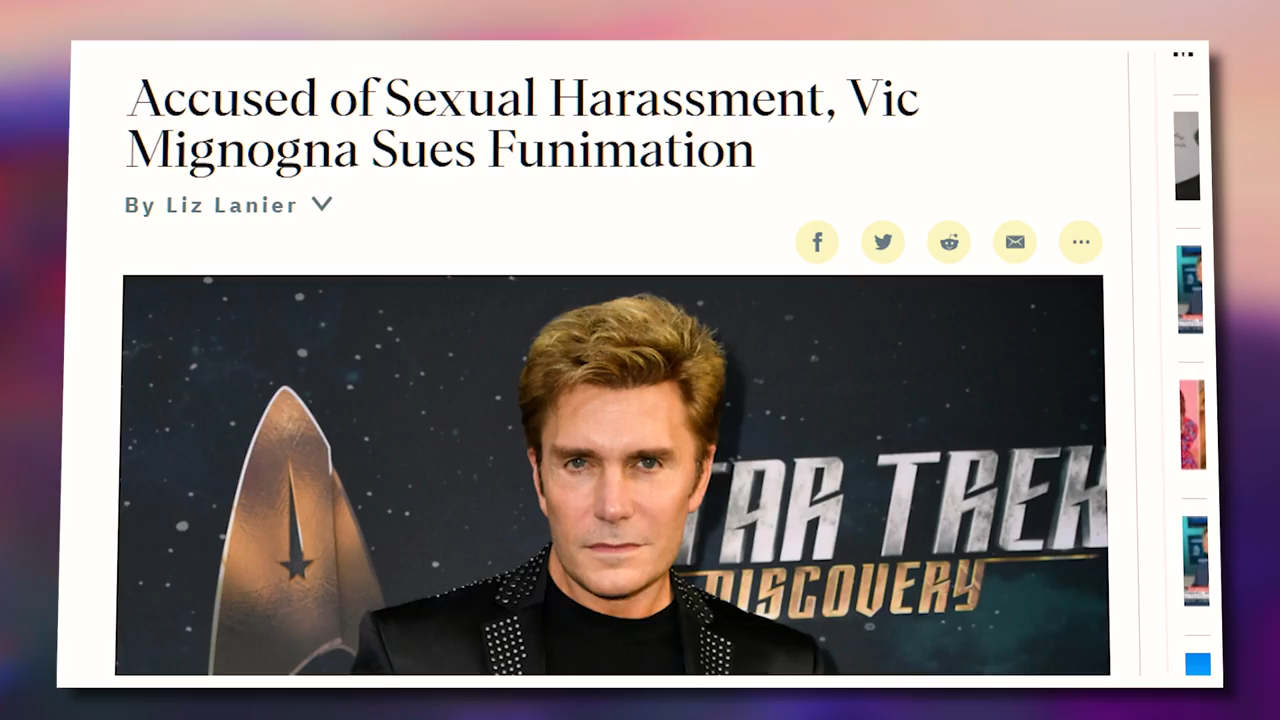 Accused of Sexual Harassment, Vic
Mignogna Sues Funimation
By Liz Lanier
STAR TREK
DISCOVERY